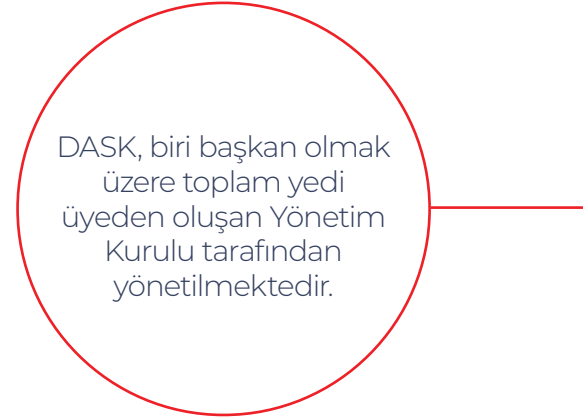 DASK, biri başkan olmak
üzere toplam yedi
üyeden oluşan Yönetim
Kurulu tarafından
yönetilmektedir.